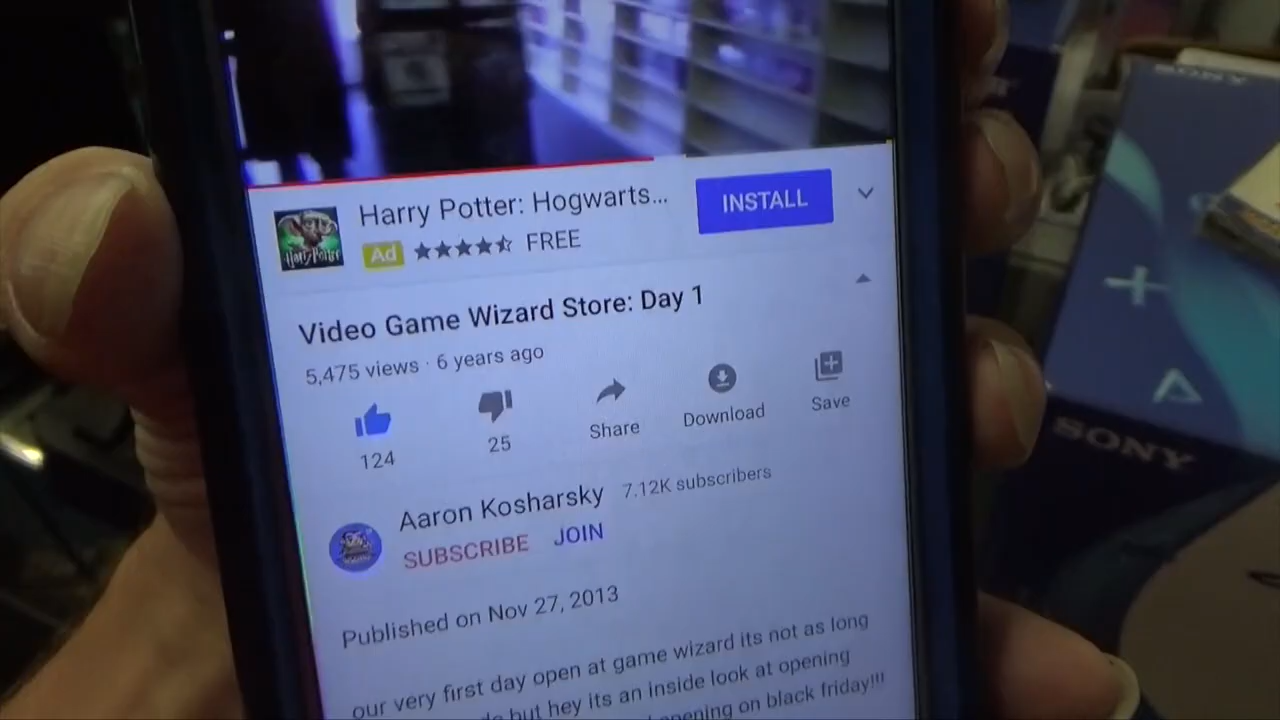 Harry Potter: Hogwarts...
INSTALL
Ad
FREE
Harry Potter
Video Game Wizard Store: Day 1
5,475 views · 6 years ago
124
25
Share
Download
Save
Aaron Kosharsky 7.12K subscribers
SUBSCRIBE JOIN
Published on Nov 27, 2013
our very first day open at game wizard its not as long
but hey its an inside look at opening
opening on black friday!!!
SONY
SONY